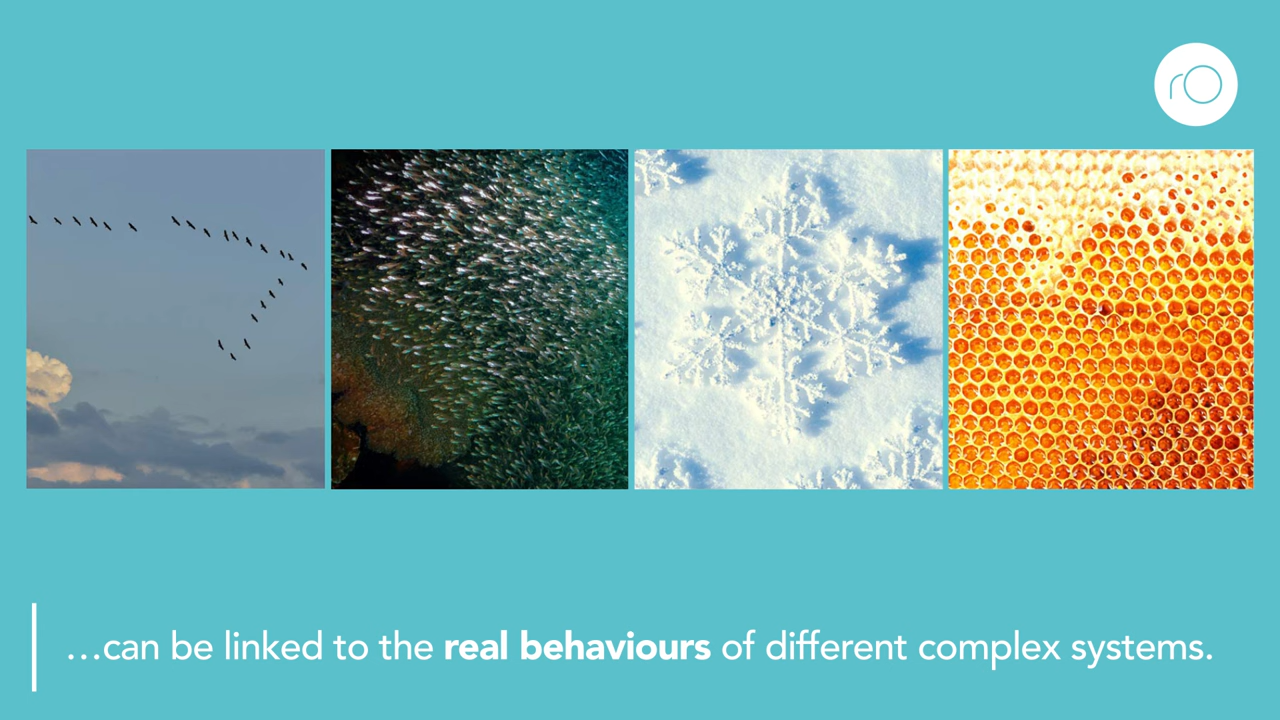 rO
…can be linked to the real behaviours of different complex systems.